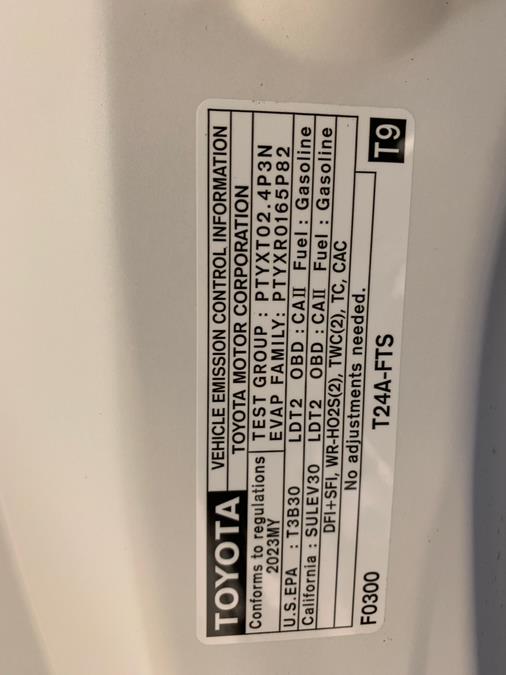 TOYOTA
VEHICLE EMISSION CONTROL INFORMATION
TOYOTA MOTOR CORPORATION
Conforms to regulations
2023MY
TEST GROUP : PTYXT02.4P3N
EVAP FAMILY: PTYXR0165P82
U.S.EPA : T3B30 LDT2 OBD : CAII Fuel : Gasoline
California : SULEV30 LDT2 OBD : CAII Fuel : Gasoline
DFI+SFI, WR-HO2S(2), TWC(2), TC, CAC
No adjustments needed.
F0300 T24A-FTS T9